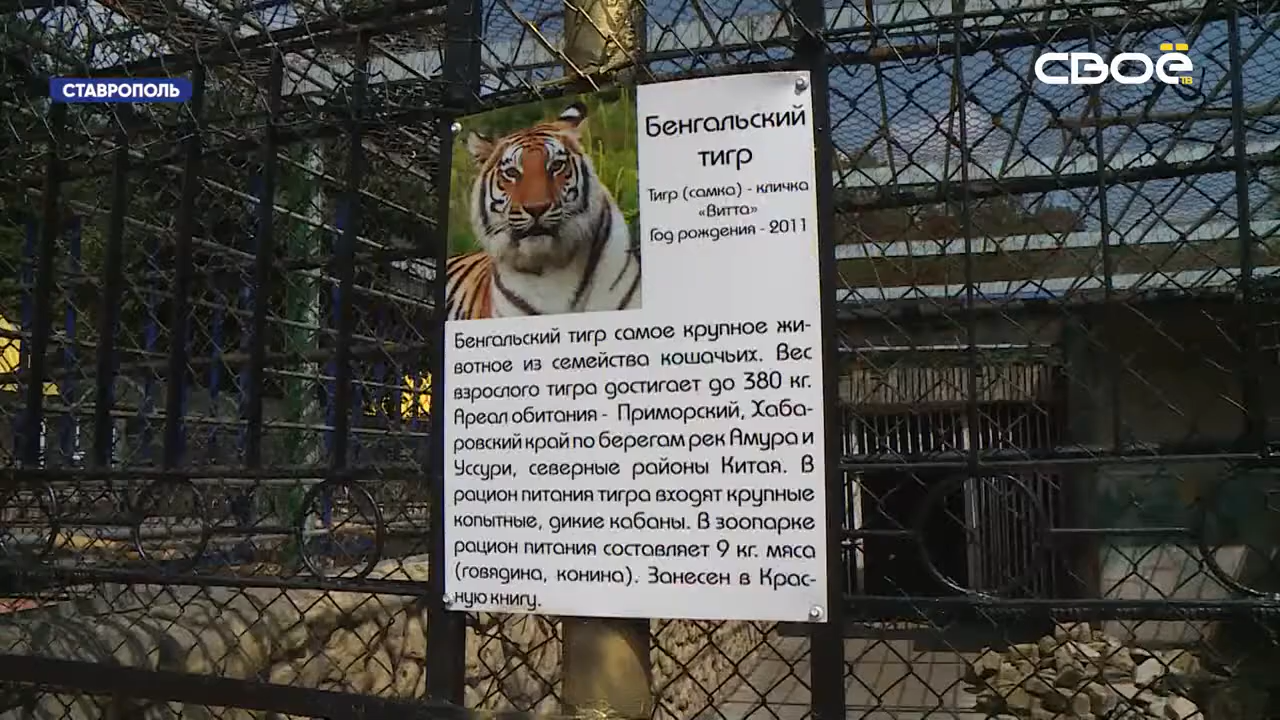 СТАВРОПОЛЬ
СВОЁ
ТВ
Бенгальский
тигр
Тигр (самка) - кличка
«Витта»
Год рождения - 2011
Бенгальский тигр самое крупное жи-
вотное из семейства кошачьих. Вес
взрослого тигра достигает до 380 кг.
Ареал обитания - Приморский, Хаба-
ровский край по берегам рек Амура и
Уссури, северные районы Китая. В
рацион питания тигра входят крупные
копытные, дикие кабаны. В зоопарке
рацион питания составляет 9 кг. мяса
(говядина, конина). Занесен в Крас-
ную книгу.